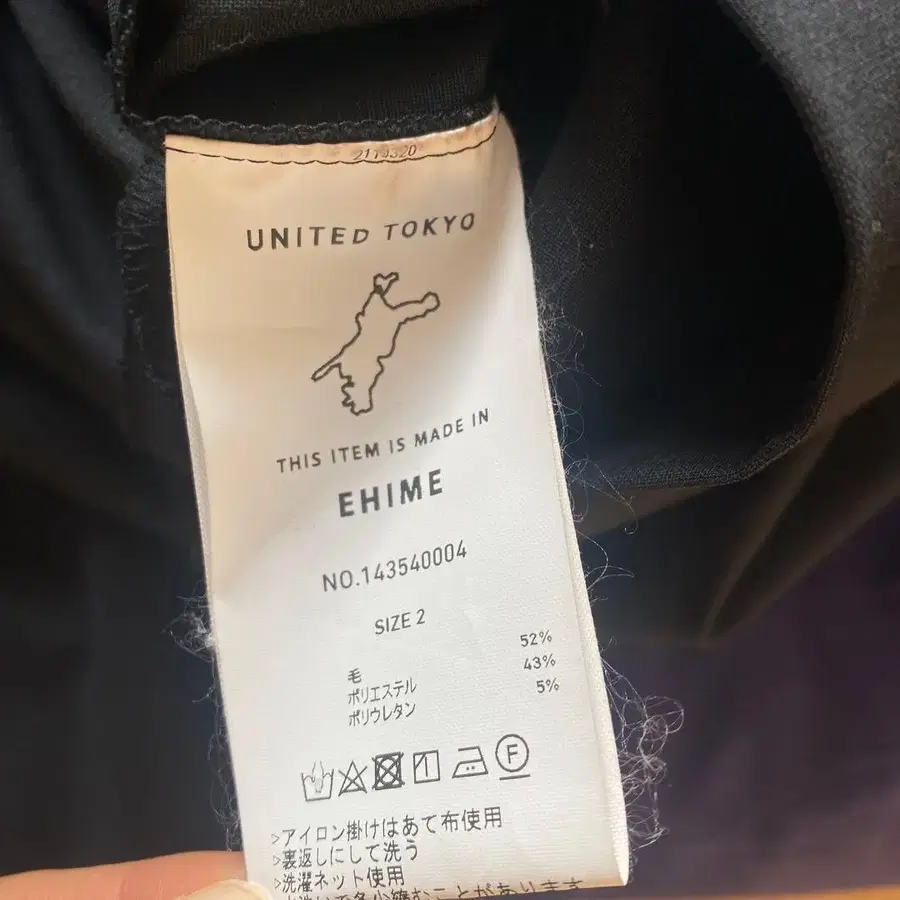 UNITED TOKYO
THIS ITEM IS MADE IN
EHIME
NO.143540004
SIZE 2
毛 52%
ポリエステル 43%
ポリウレタン 5%
F
>アイロン掛けはあて布使用
>裏返しにして洗う
>洗濯ネット使用